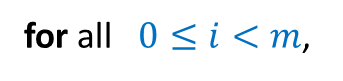 for all 0 ≤ i < m,